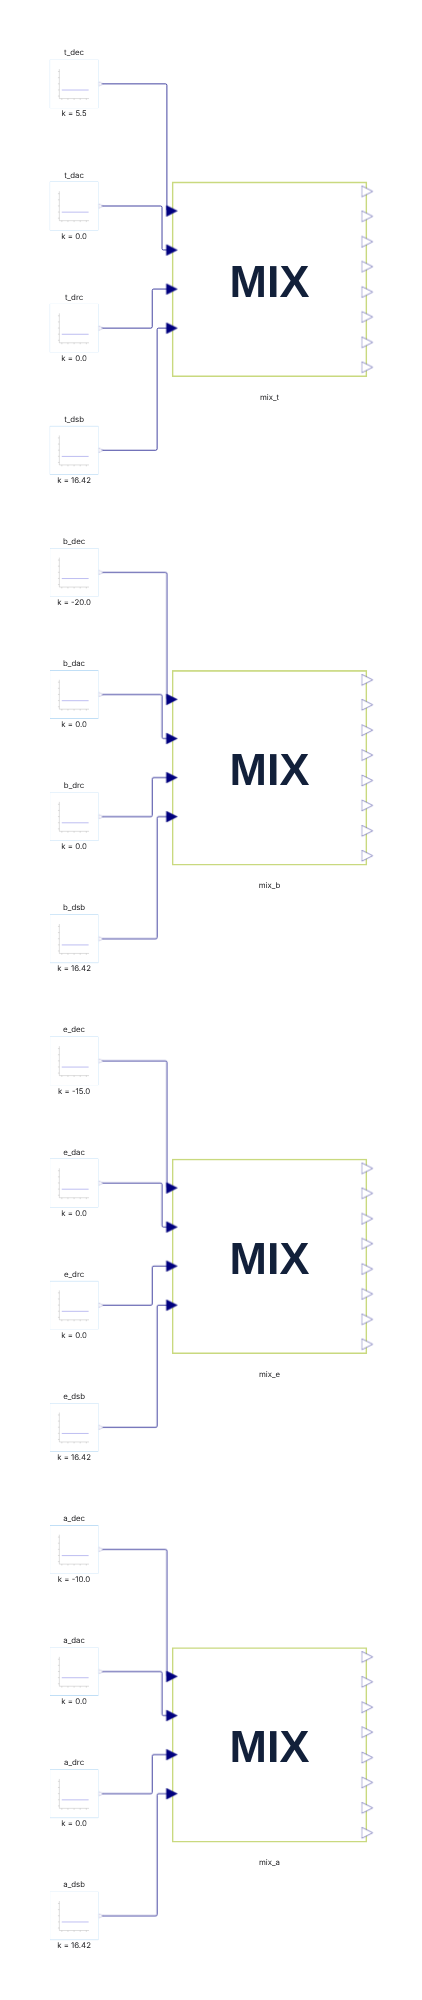 t_dec
k = 5.5
t_dac
k = 0.0
MIX
t_drc
k = 0.0
mix_t
t_dsb
k = 16.42
b_dec
k = -20.0
b_dac
k = 0.0
MIX
b_drc
k = 0.0
mix_b
b_dsb
k = 16.42
e_dec
k = -15.0
e_dac
k = 0.0
MIX
e_drc
k = 0.0
mix_e
e_dsb
k = 16.42
a_dec
k = -10.0
a_dac
k = 0.0
MIX
a_drc
k = 0.0
mix_a
a_dsb
k = 16.42